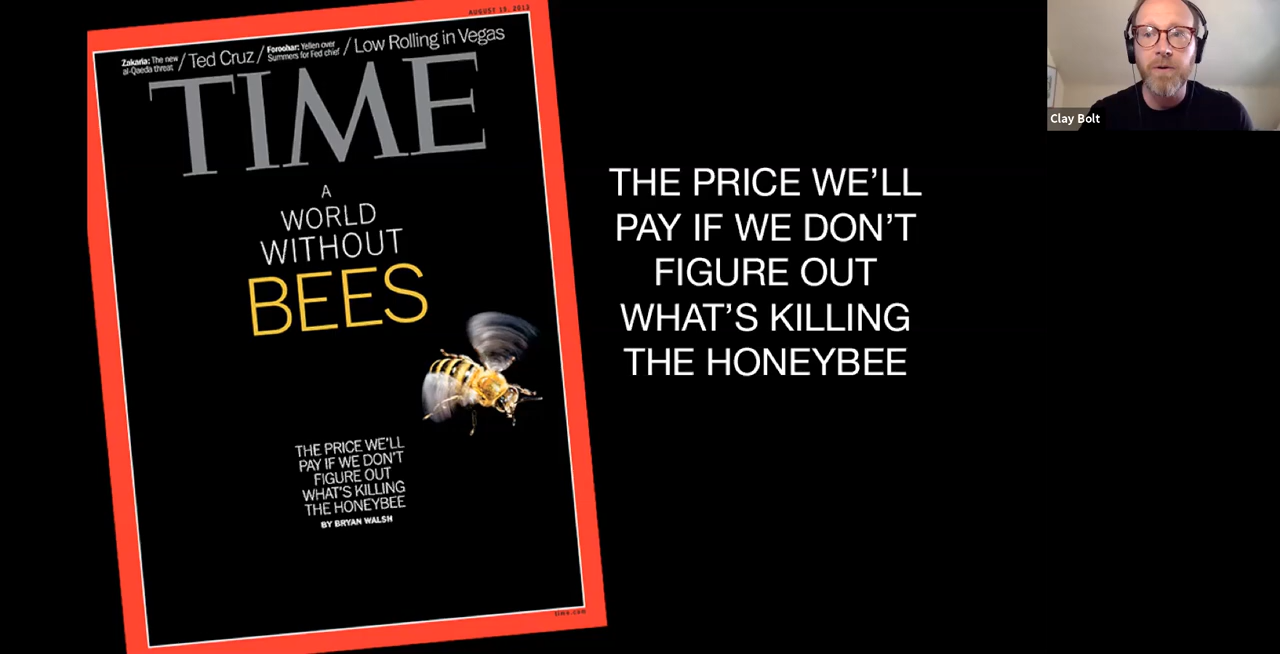 AUGUST 19, 2013
Zakaria: The new al-Qaeda threat / Ted Cruz / Foroohar: Yellen over Summers for Fed chief / Low Rolling in Vegas
TIME
A
WORLD
WITHOUT
BEES
THE PRICE WE'LL
PAY IF WE DON'T
FIGURE OUT
WHAT'S KILLING
THE HONEYBEE
BY BRYAN WALSH
time.com
THE PRICE WE'LL
PAY IF WE DON'T
FIGURE OUT
WHAT'S KILLING
THE HONEYBEE
Clay Bolt